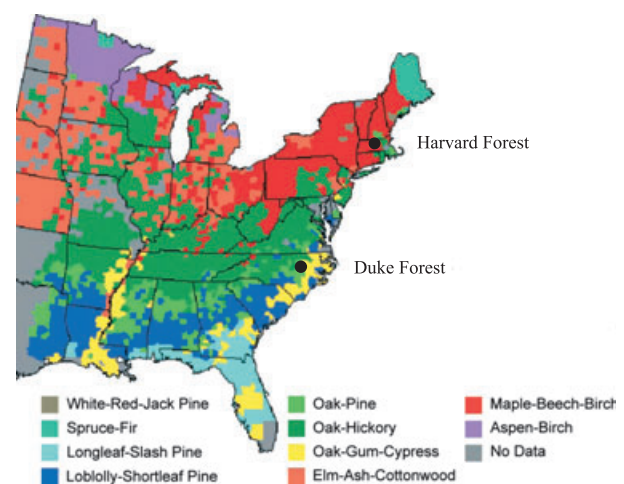 Harvard Forest
Duke Forest
White-Red-Jack Pine
Spruce-Fir
Longleaf-Slash Pine
Loblolly-Shortleaf Pine
Oak-Pine
Oak-Hickory
Oak-Gum-Cypress
Elm-Ash-Cottonwood
Maple-Beech-Birch
Aspen-Birch
No Data